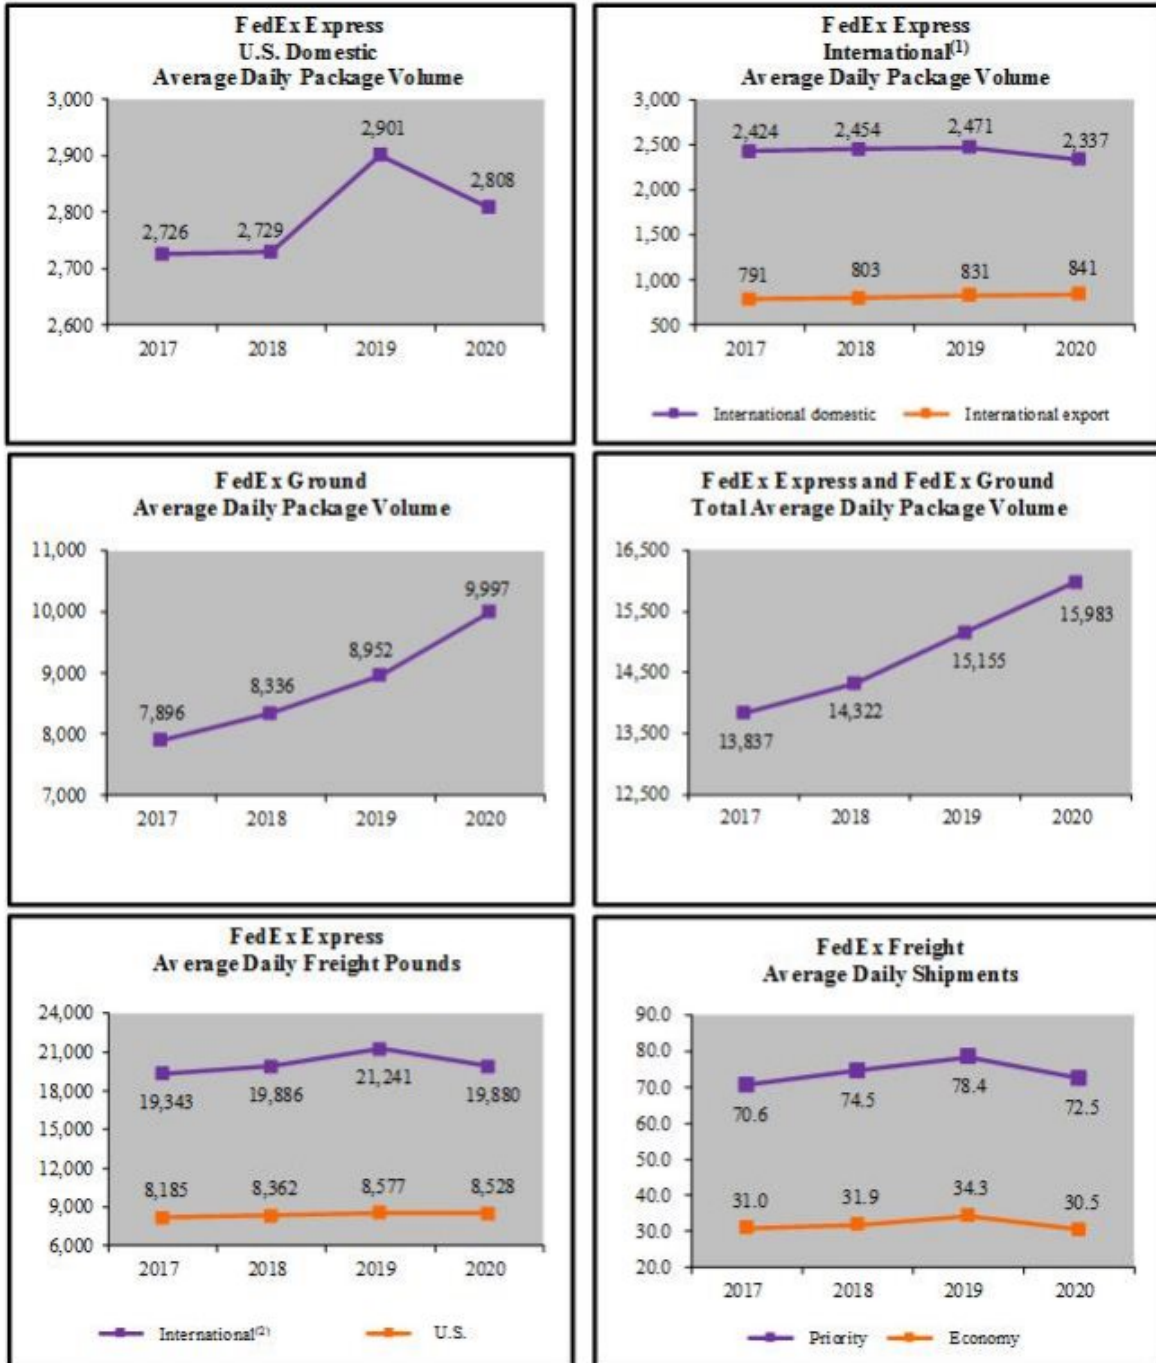 FedEx Express
U.S. Domestic
Average Daily Package Volume
3,000
2,900
2,800
2,700
2,600
2,726
2,729
2,901
2,808
2017 2018 2019 2020
FedEx Express
International(1)
Average Daily Package Volume
3,000
2,500
2,000
1,500
1,000
500
2,424 2,454 2,471 2,337
791 803 831 841
2017 2018 2019 2020
International domestic International export
FedEx Ground
Average Daily Package Volume
11,000
10,000
9,000
8,000
7,000
7,896
8,336
8,952
9,997
2017 2018 2019 2020
FedEx Express and FedEx Ground
Total Average Daily Package Volume
16,500
15,500
14,500
13,500
12,500
13,837
14,322
15,155
15,983
2017 2018 2019 2020
FedEx Express
Average Daily Freight Pounds
24,000
21,000
18,000
15,000
12,000
9,000
6,000
19,343 19,886 21,241 19,880
8,185 8,362 8,577 8,528
2017 2018 2019 2020
International(2) U.S.
FedEx Freight
Average Daily Shipments
90.0
80.0
70.0
60.0
50.0
40.0
30.0
20.0
70.6 74.5 78.4 72.5
31.0 31.9 34.3 30.5
2017 2018 2019 2020
Priority Economy